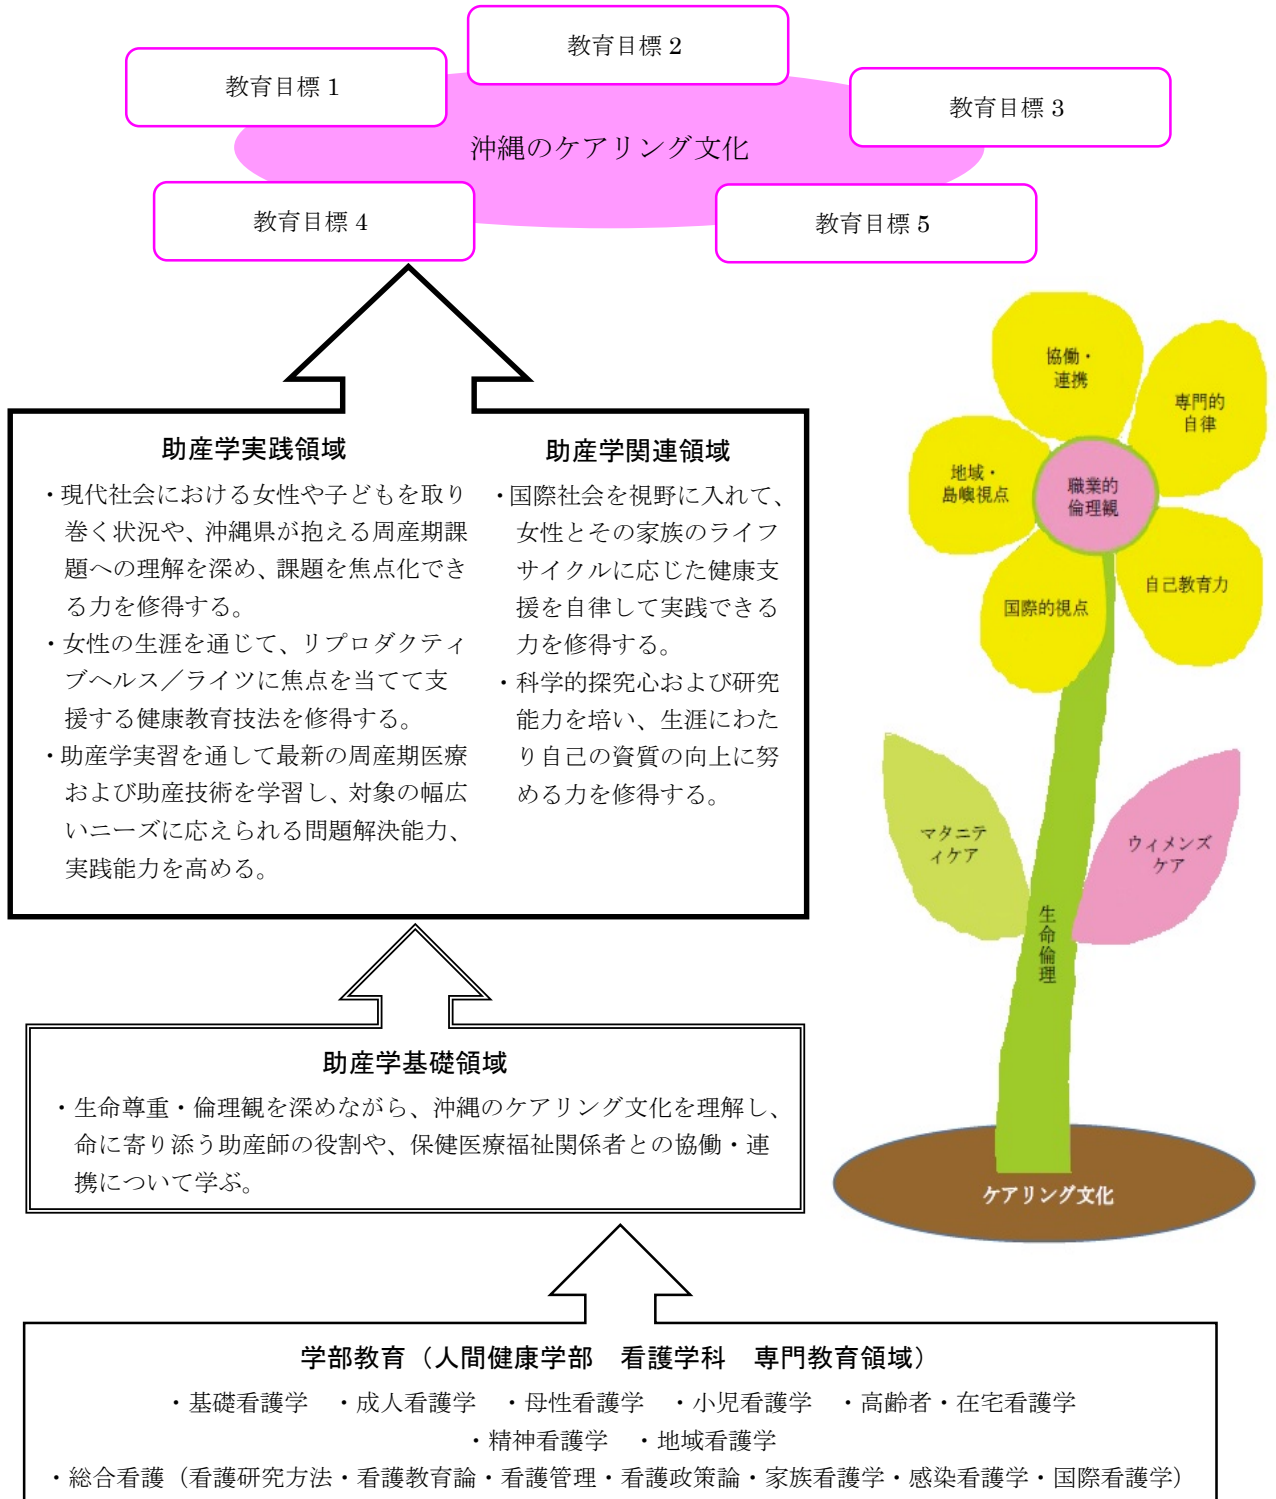 教育目標 2
教育目標 1
教育目標 3
沖縄のケアリング文化
教育目標 4
教育目標 5
助産学実践領域
・現代社会における女性や子どもを取り
巻く状況や、沖縄県が抱える周産期課
題への理解を深め、課題を焦点化でき
る力を修得する。
・女性の生涯を通じて、リプロダクティ
ブヘルス／ライツに焦点を当てて支
援する健康教育技法を修得する。
・助産学実習を通して最新の周産期医療
および助産技術を学習し、対象の幅広
いニーズに応えられる問題解決能力、
実践能力を高める。
助産学関連領域
・国際社会を視野に入れて、
女性とその家族のライフ
サイクルに応じた健康支
援を自律して実践できる
力を修得する。
・科学的探究心および研究
能力を培い、生涯にわた
り自己の資質の向上に努
める力を修得する。
協働・
連携
専門的
自律
地域・
島嶼視点
職業的
倫理観
自己教育力
国際的視点
マタニテ
ィケア
ウィメンズ
ケア
生命倫理
ケアリング文化
助産学基礎領域
・生命尊重・倫理観を深めながら、沖縄のケアリング文化を理解し、
命に寄り添う助産師の役割や、保健医療福祉関係者との協働・連
携について学ぶ。
学部教育（人間健康学部　看護学科　専門教育領域）
・基礎看護学　・成人看護学　・母性看護学　・小児看護学　・高齢者・在宅看護学
・精神看護学　・地域看護学
・総合看護（看護研究方法・看護教育論・看護管理・看護政策論・家族看護学・感染看護学・国際看護学）